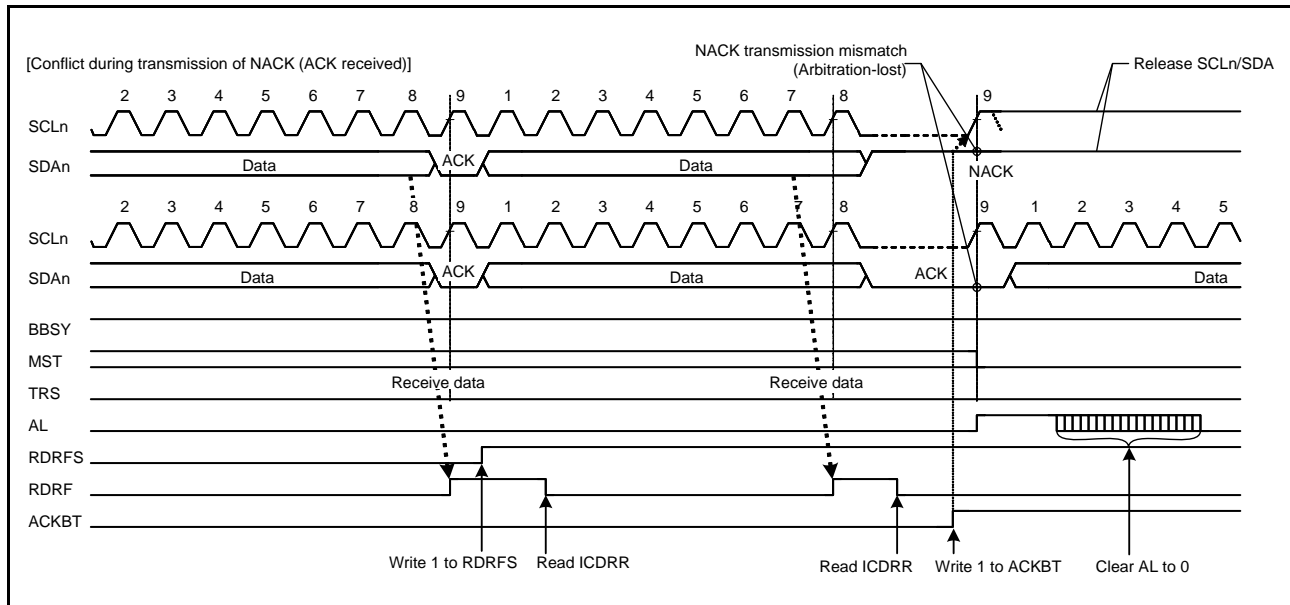 NACK transmission mismatch
(Arbitration-lost)
Release SCLn/SDA
[Conflict during transmission of NACK (ACK received)]
2 3 4 5 6 7 8 9 1 2 3 4 5 6 7 8 9
SCLn
SDAn Data ACK Data NACK
2 3 4 5 6 7 8 9 1 2 3 4 5 6 7 8 9 1 2 3 4 5
SCLn
SDAn Data ACK Data ACK Data
BBSY
MST
Receive data Receive data
TRS
AL
RDRFS
RDRF
ACKBT
Write 1 to RDRFS Read ICDRR Read ICDRR Write 1 to ACKBT Clear AL to 0